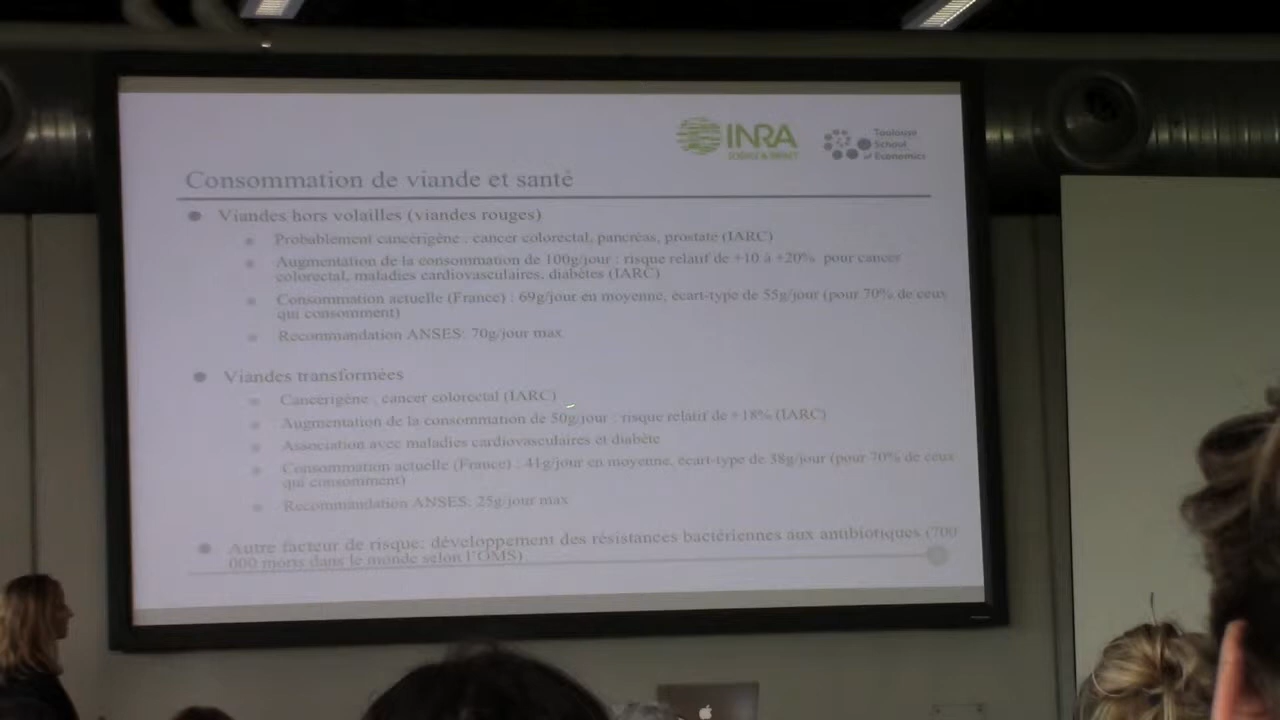 INRA
SCIENCE & IMPACT
Toulouse
School
of Economics
Consommation de viande et santé
Viandes hors volailles (viandes rouges)
Probablement cancérigène : cancer colorectal, pancréas, prostate (IARC)
Augmentation de la consommation de 100g/jour : risque relatif de +10 à +20% pour cancer
colorectal, maladies cardiovasculaires, diabètes (IARC)
Consommation actuelle (France) : 69g/jour en moyenne, écart-type de 55g/jour (pour 70% de ceux
qui consomment)
Recommandation ANSES: 70g/jour max
Viandes transformées
Cancérigène : cancer colorectal (IARC)
Augmentation de la consommation de 50g/jour : risque relatif de +18% (IARC)
Association avec maladies cardiovasculaires et diabète
Consommation actuelle (France) : 41g/jour en moyenne, écart-type de 38g/jour (pour 70% de ceux
qui consomment)
Recommandation ANSES: 25g/jour max
Autre facteur de risque: développement des résistances bactériennes aux antibiotiques (700
000 morts dans le monde selon l'OMS)